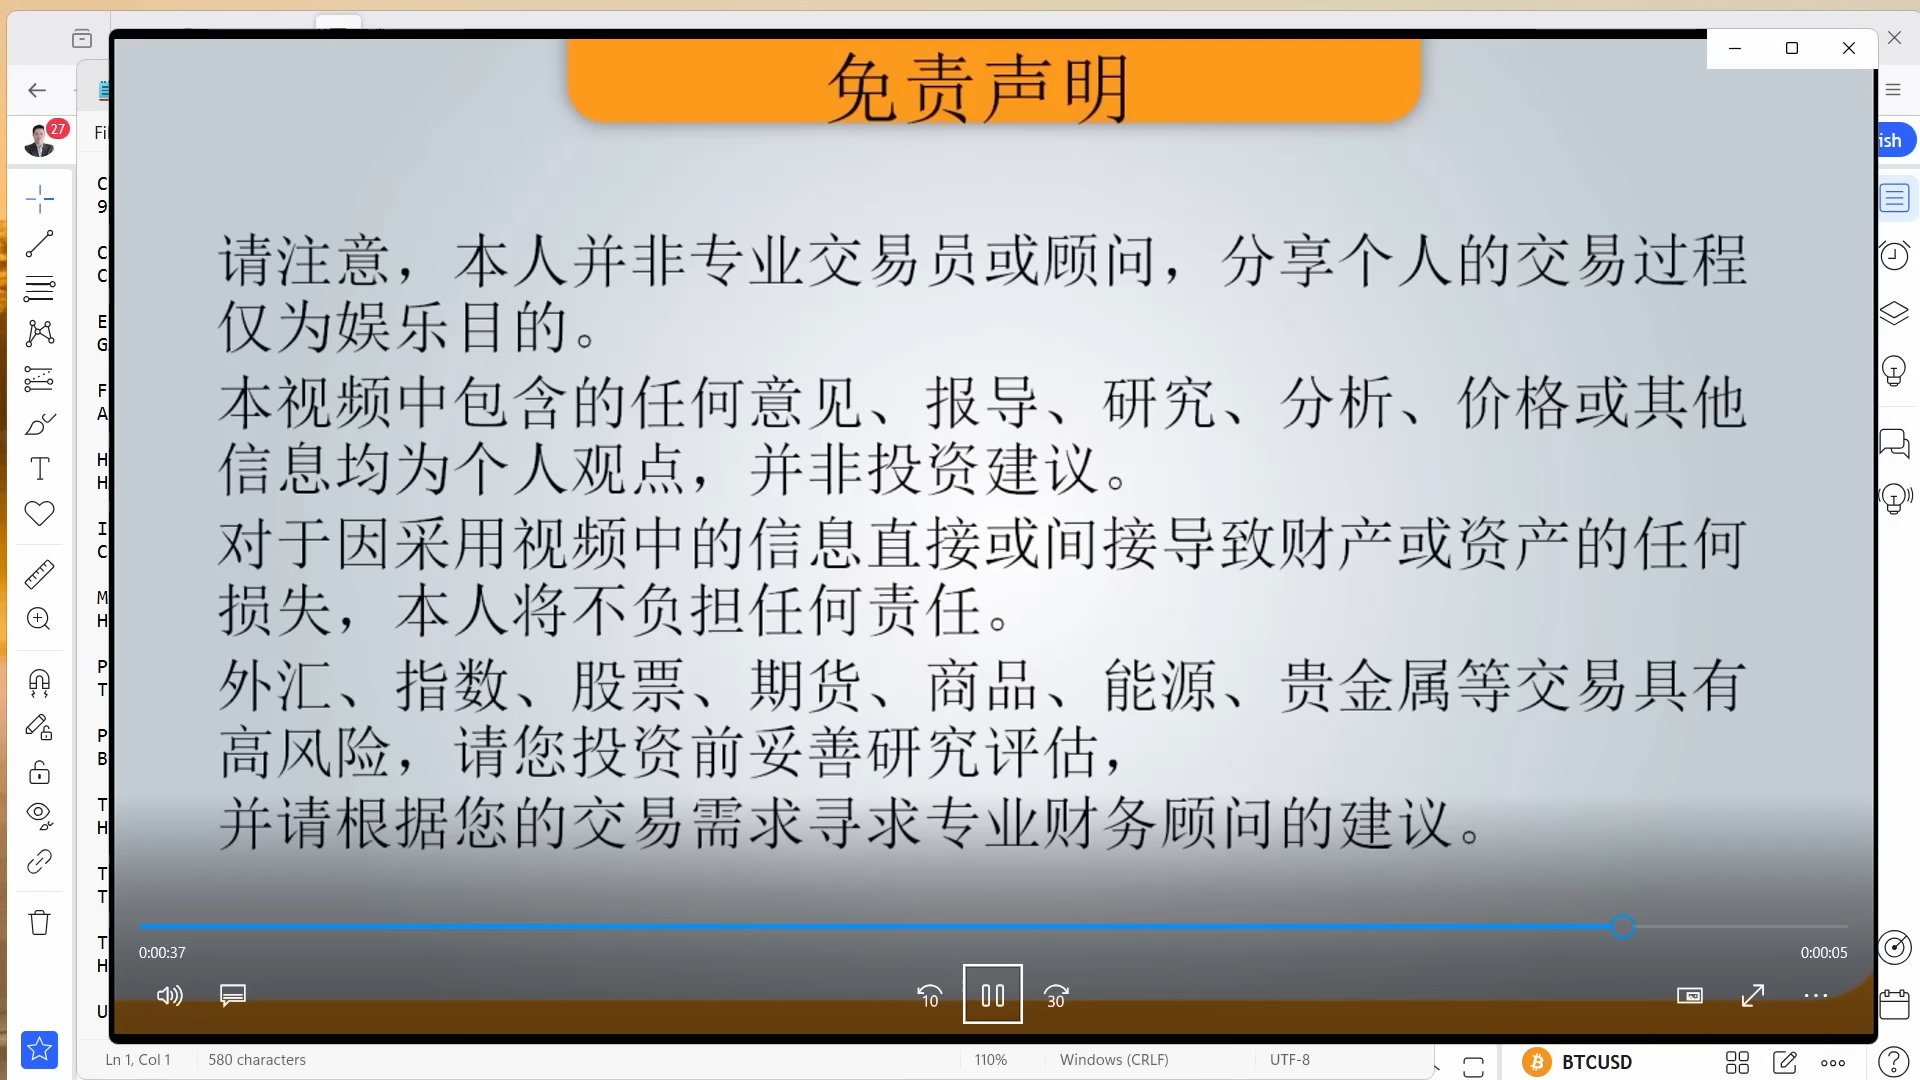 免责声明
27
Fi
ish
C
9
请注意，本人并非专业交易员或顾问，分享个人的交易过程
仅为娱乐目的。
本视频中包含的任何意见、报导、研究、分析、价格或其他
信息均为个人观点，并非投资建议。
对于因采用视频中的信息直接或间接导致财产或资产的任何
损失，本人将不负担任何责任。
外汇、指数、股票、期货、商品、能源、贵金属等交易具有
高风险，请您投资前妥善研究评估，
并请根据您的交易需求寻求专业财务顾问的建议。
C
C
E
G
F
A
H
H
I
C
M
H
P
T
P
B
T
H
T
T
T
H
U
0:00:37
0:00:05
10
30
Ln 1, Col 1
580 characters
110%
Windows (CRLF)
UTF-8
BTCUSD